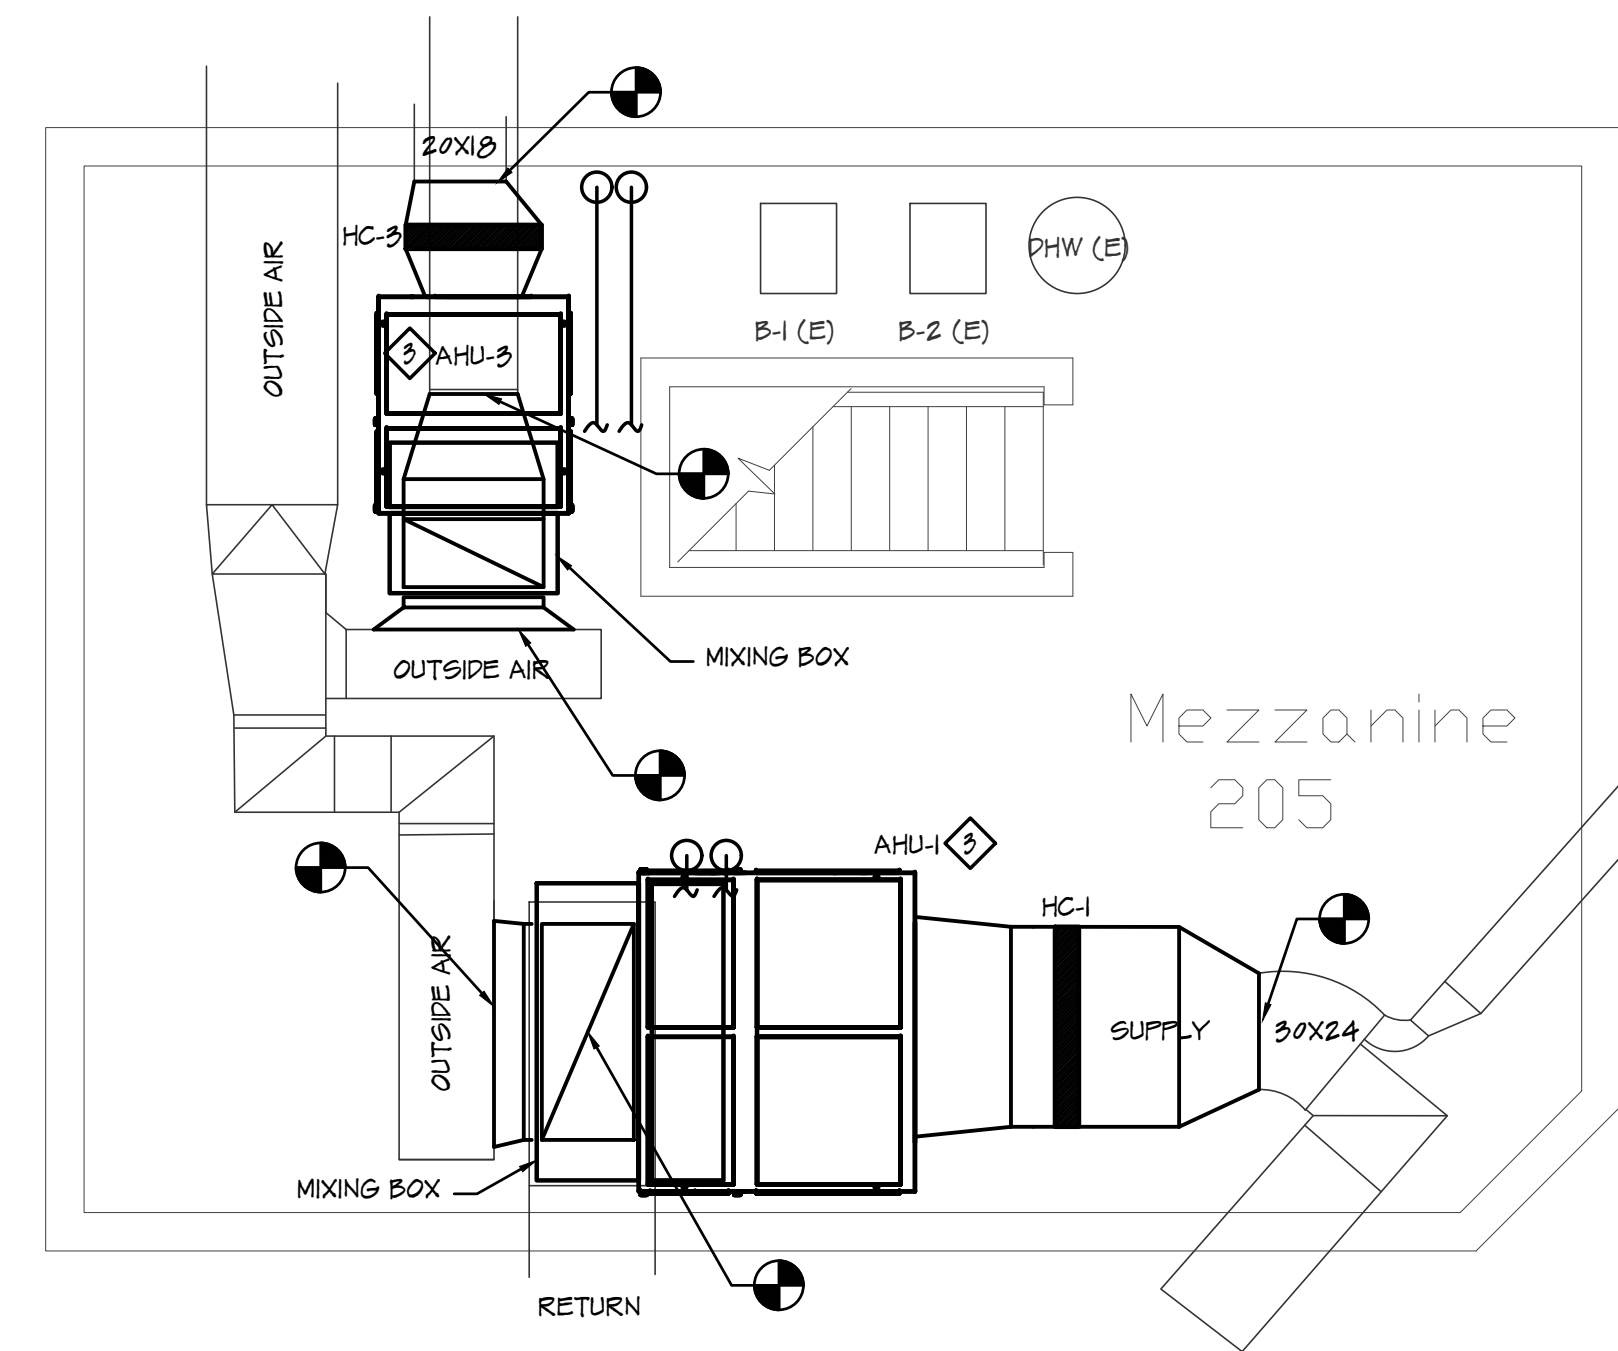 20X18
HC-3
OUTSIDE AIR
DHW (E)
B-1 (E)
B-2 (E)
3
AHU-3
MIXING BOX
OUTSIDE AIR
Mezzanine
205
AHU-1
3
HC-1
OUTSIDE AIR
SUPPLY
30X24
MIXING BOX
RETURN